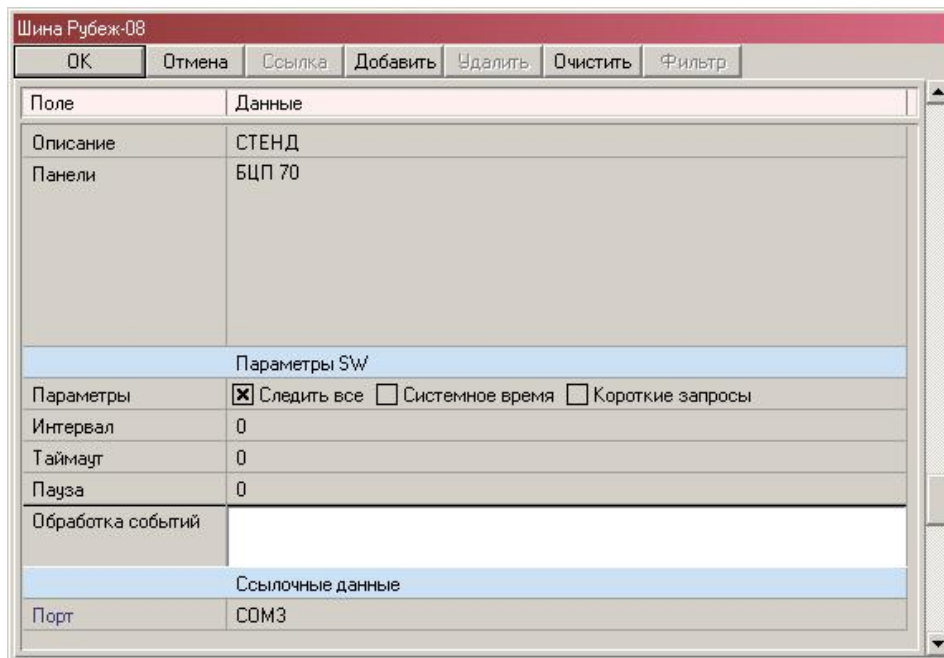 Шина Рубеж-08
ОК Отмена Ссылка Добавить Удалить Очистить Фильтр
Поле Данные
Описание СТЕНД
Панели БЦП 70
Параметры SW
Параметры Следить все Системное время Короткие запросы
Интервал 0
Таймаут 0
Пауза 0
Обработка событий
Ссылочные данные
Порт COM3